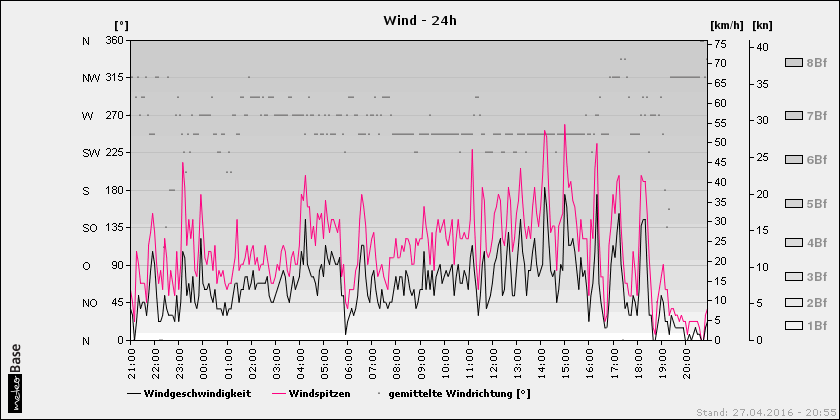 Wind - 24h
[°] [km/h] [kn]
N 360 75 40
NW 315 70 35 8Bf
W 270 65 30 7Bf
SW 225 60 25 6Bf
S 180 55 20 5Bf
SO 135 50 15 4Bf
O 90 45 10 3Bf
NO 45 40 5 2Bf
N 0 35 0 1Bf
30
25
20
15
10
5
0
21:00 22:00 23:00 00:00 01:00 02:00 03:00 04:00 05:00 06:00 07:00 08:00 09:00 10:00 11:00 12:00 13:00 14:00 15:00 16:00 17:00 18:00 19:00 20:00
Windgeschwindigkeit Windspitzen gemittelte Windrichtung [°]
meteoBase
Stand: 27.04.2016 - 20:55